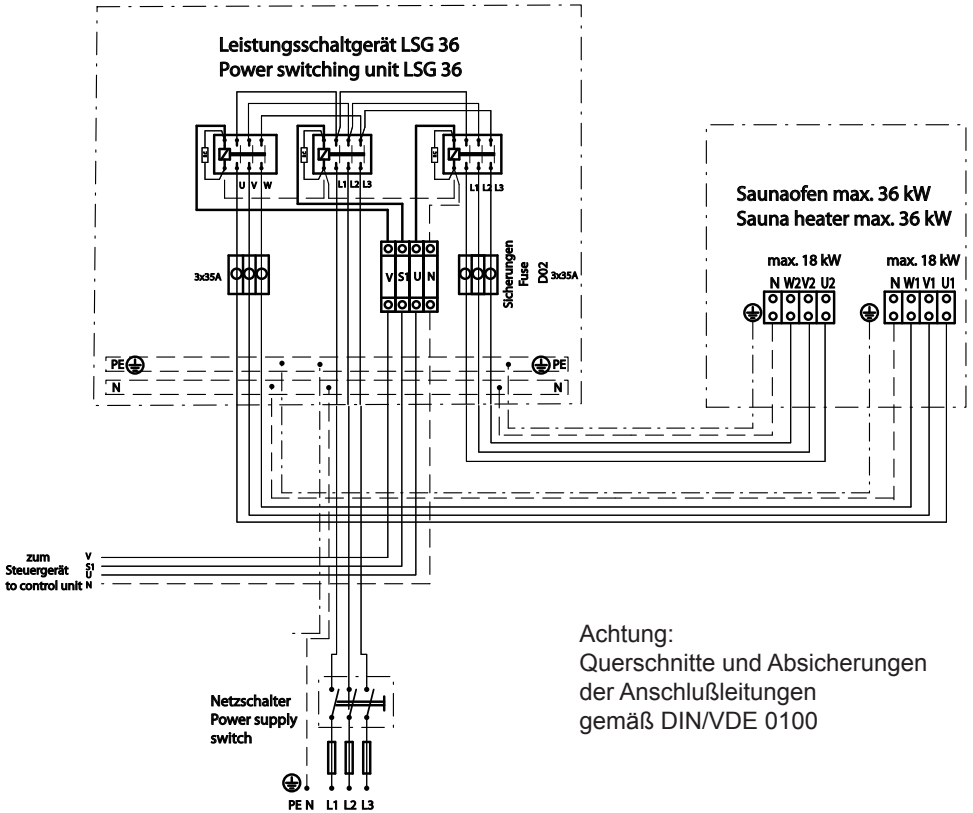 Leistungsschaltgerät LSG 36
Power switching unit LSG 36
U V W
L1 L2 L3
L1 L2 L3
3x35A
V S1 U N
Sicherungen
Fuse
D02
3x35A
PE
PE
N
N
Saunaofen max. 36 kW
Sauna heater max. 36 kW
max. 18 kW
max. 18 kW
N W2 V2 U2
N W1 V1 U1
zum
Steuergerät
to control unit
V
S1
U
N
Achtung:
Querschnitte und Absicherungen
der Anschlußleitungen
gemäß DIN/VDE 0100
Netzschalter
Power supply
switch
PE N L1 L2 L3